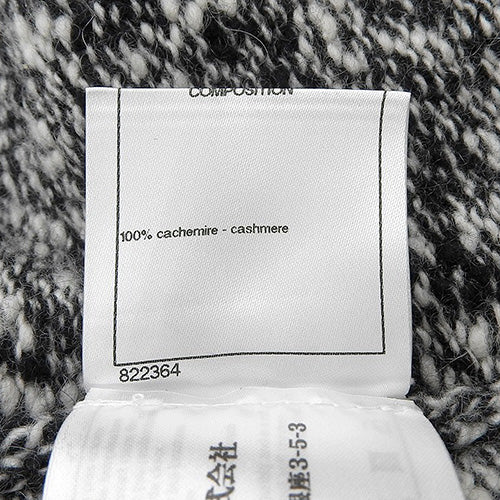 COMPOSITION
100% cachemire - cashmere
822364
式会社
座3-5-3